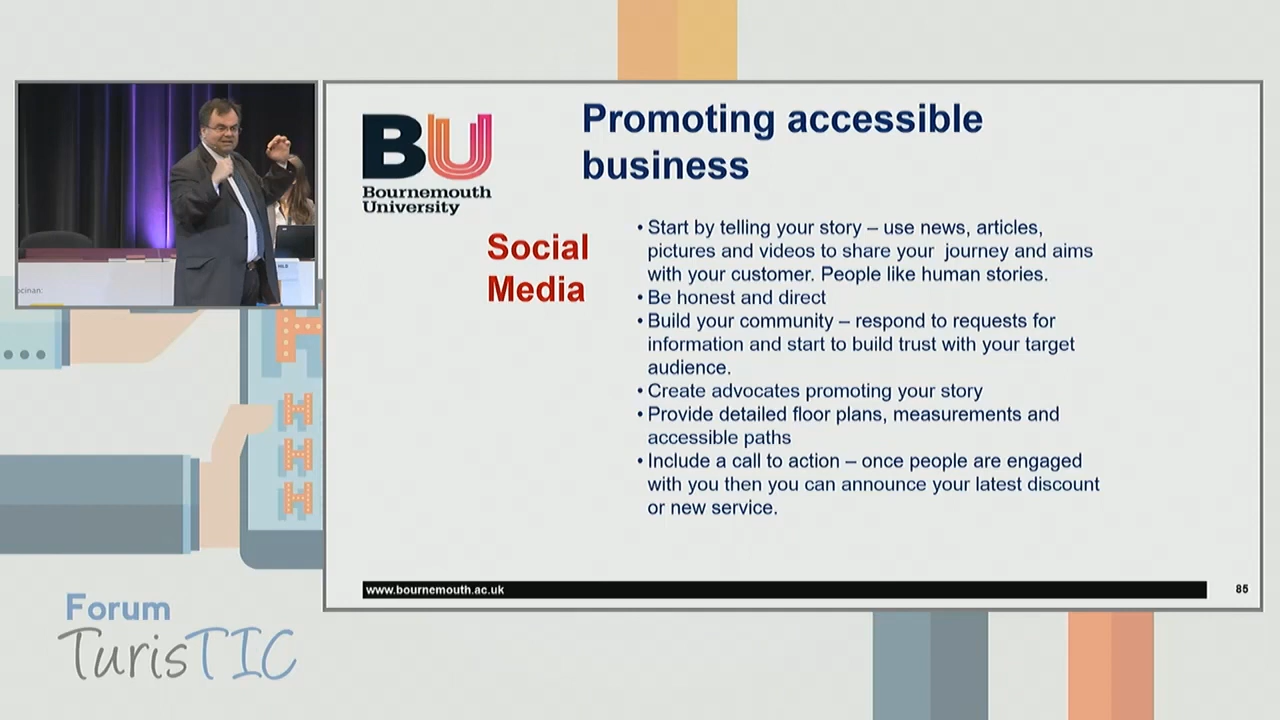 Promoting accessible
business
BU
Bournemouth
University
Social
Media
• Start by telling your story – use news, articles,
pictures and videos to share your journey and aims
with your customer. People like human stories.
• Be honest and direct
• Build your community – respond to requests for
information and start to build trust with your target
audience.
• Create advocates promoting your story
• Provide detailed floor plans, measurements and
accessible paths
• Include a call to action – once people are engaged
with you then you can announce your latest discount
or new service.
www.bournemouth.ac.uk
85
ocinan:
Forum
TurisTIC